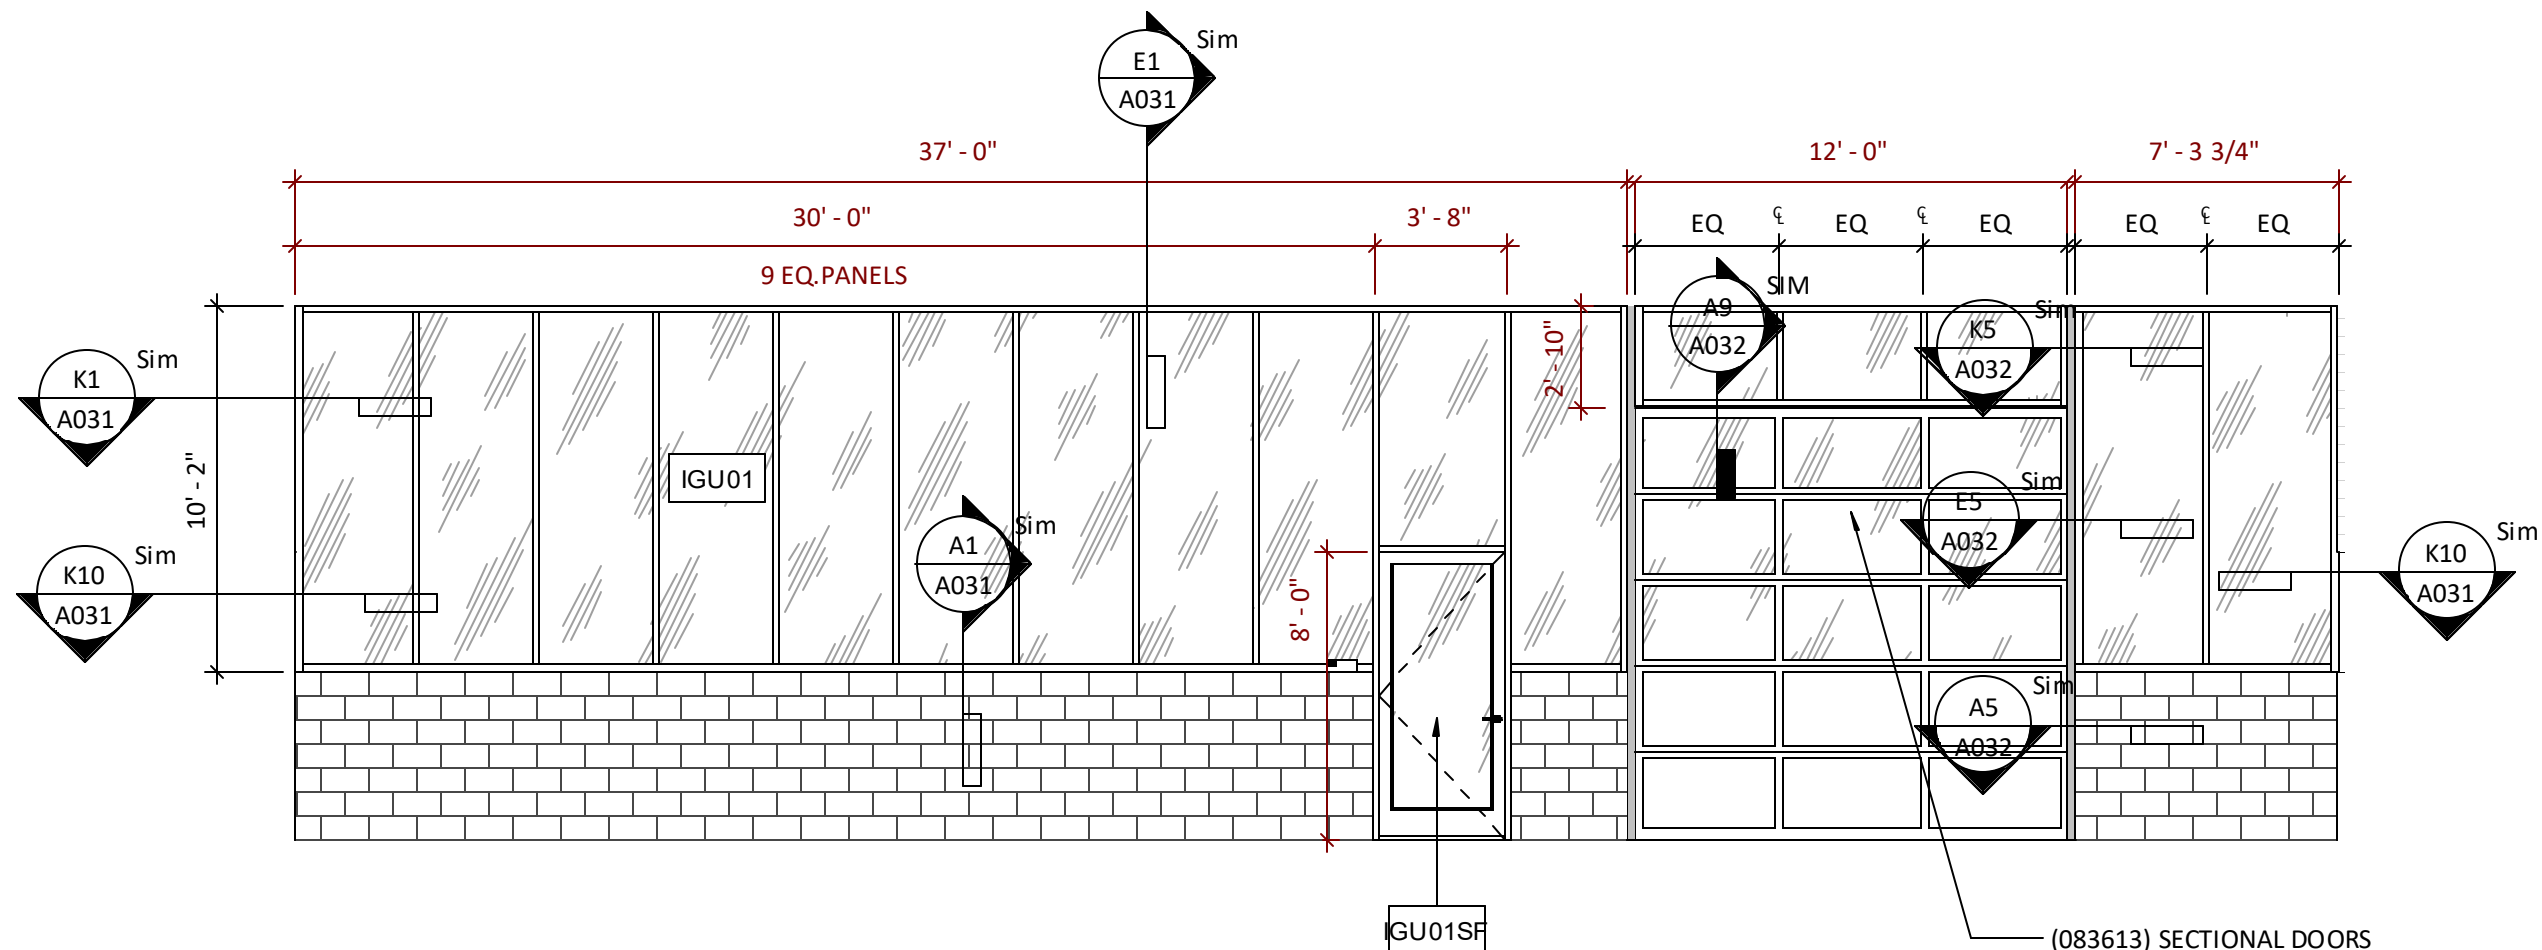 E1
A031
Sim
37' - 0"
12' - 0"
7' - 3 3/4"
30' - 0"
3' - 8"
EQ
℄
EQ
℄
EQ
EQ
℄
EQ
9 EQ.PANELS
A9
A032
SIM
K5
A032
Sim
2' - 10"
K1
A031
Sim
10' - 2"
IGU01
A1
A031
Sim
E5
A032
Sim
K10
A031
Sim
K10
A031
Sim
8' - 0"
A5
A032
Sim
IGU01SF
(083613) SECTIONAL DOORS